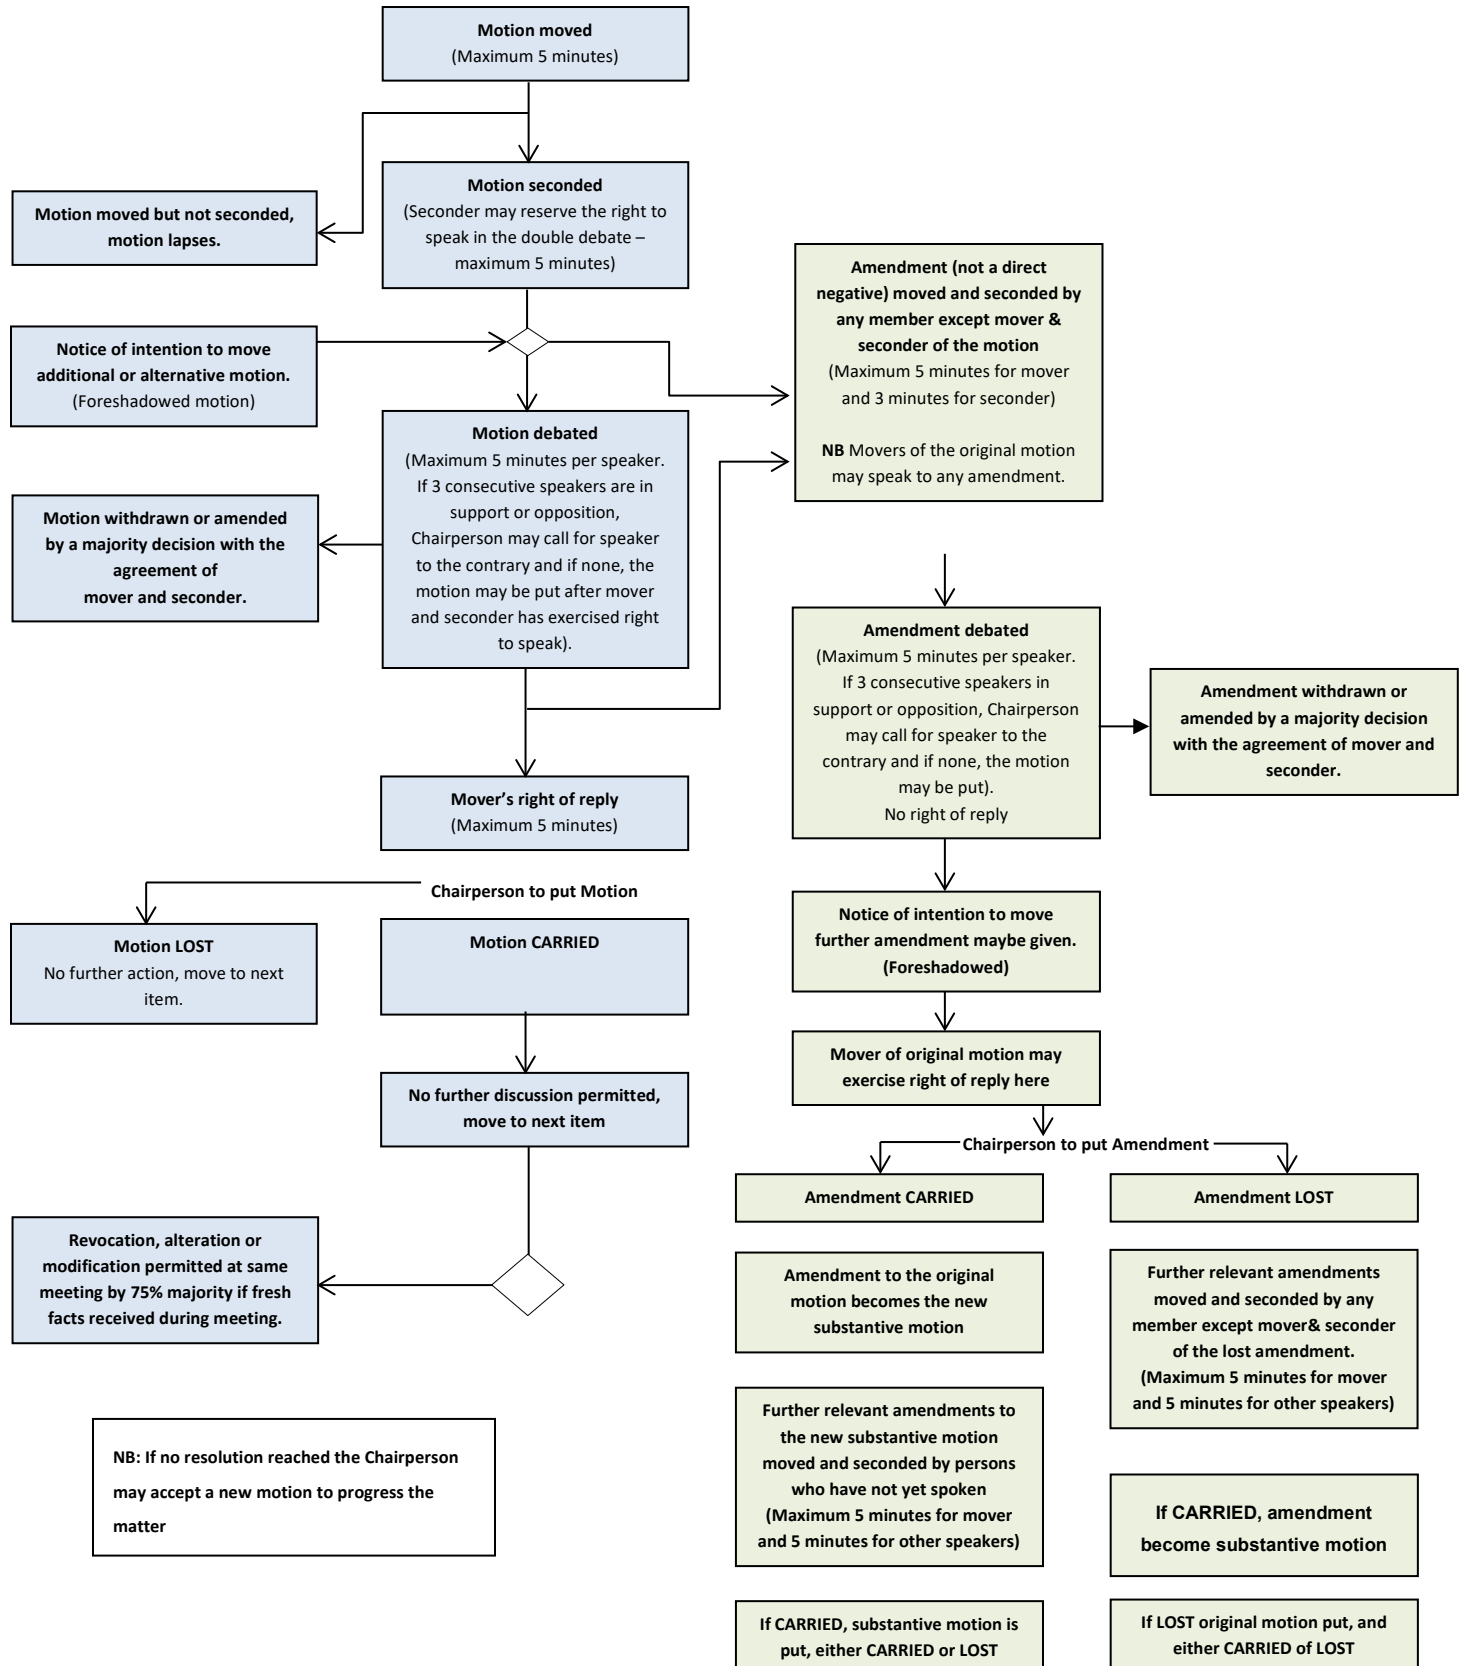 Motion moved
(Maximum 5 minutes)
Motion seconded
(Seconder may reserve the right to
speak in the double debate –
maximum 5 minutes)
Motion moved but not seconded,
motion lapses.
Amendment (not a direct
negative) moved and seconded by
any member except mover &
seconder of the motion
(Maximum 5 minutes for mover
and 3 minutes for seconder)
NB Movers of the original motion
may speak to any amendment.
Notice of intention to move
additional or alternative motion.
(Foreshadowed motion)
Motion debated
(Maximum 5 minutes per speaker.
If 3 consecutive speakers are in
support or opposition,
Chairperson may call for speaker
to the contrary and if none, the
motion may be put after mover
and seconder has exercised right
to speak).
Motion withdrawn or amended
by a majority decision with the
agreement of
mover and seconder.
Amendment debated
(Maximum 5 minutes per speaker.
If 3 consecutive speakers in
support or opposition, Chairperson
may call for speaker to the
contrary and if none, the motion
may be put).
No right of reply
Amendment withdrawn or
amended by a majority decision
with the agreement of mover and
seconder.
Mover’s right of reply
(Maximum 5 minutes)
Chairperson to put Motion
Motion LOST
No further action, move to next
item.
Motion CARRIED
Notice of intention to move
further amendment maybe given.
(Foreshadowed)
Mover of original motion may
exercise right of reply here
No further discussion permitted,
move to next item
Chairperson to put Amendment
Amendment CARRIED
Amendment LOST
Revocation, alteration or
modification permitted at same
meeting by 75% majority if fresh
facts received during meeting.
Amendment to the original
motion becomes the new
substantive motion
Further relevant amendments
moved and seconded by any
member except mover& seconder
of the lost amendment.
(Maximum 5 minutes for mover
and 5 minutes for other speakers)
Further relevant amendments to
the new substantive motion
moved and seconded by persons
who have not yet spoken
(Maximum 5 minutes for mover
and 5 minutes for other speakers)
NB: If no resolution reached the Chairperson
may accept a new motion to progress the
matter
If CARRIED, amendment
become substantive motion
If CARRIED, substantive motion is
put, either CARRIED or LOST
If LOST original motion put, and
either CARRIED of LOST